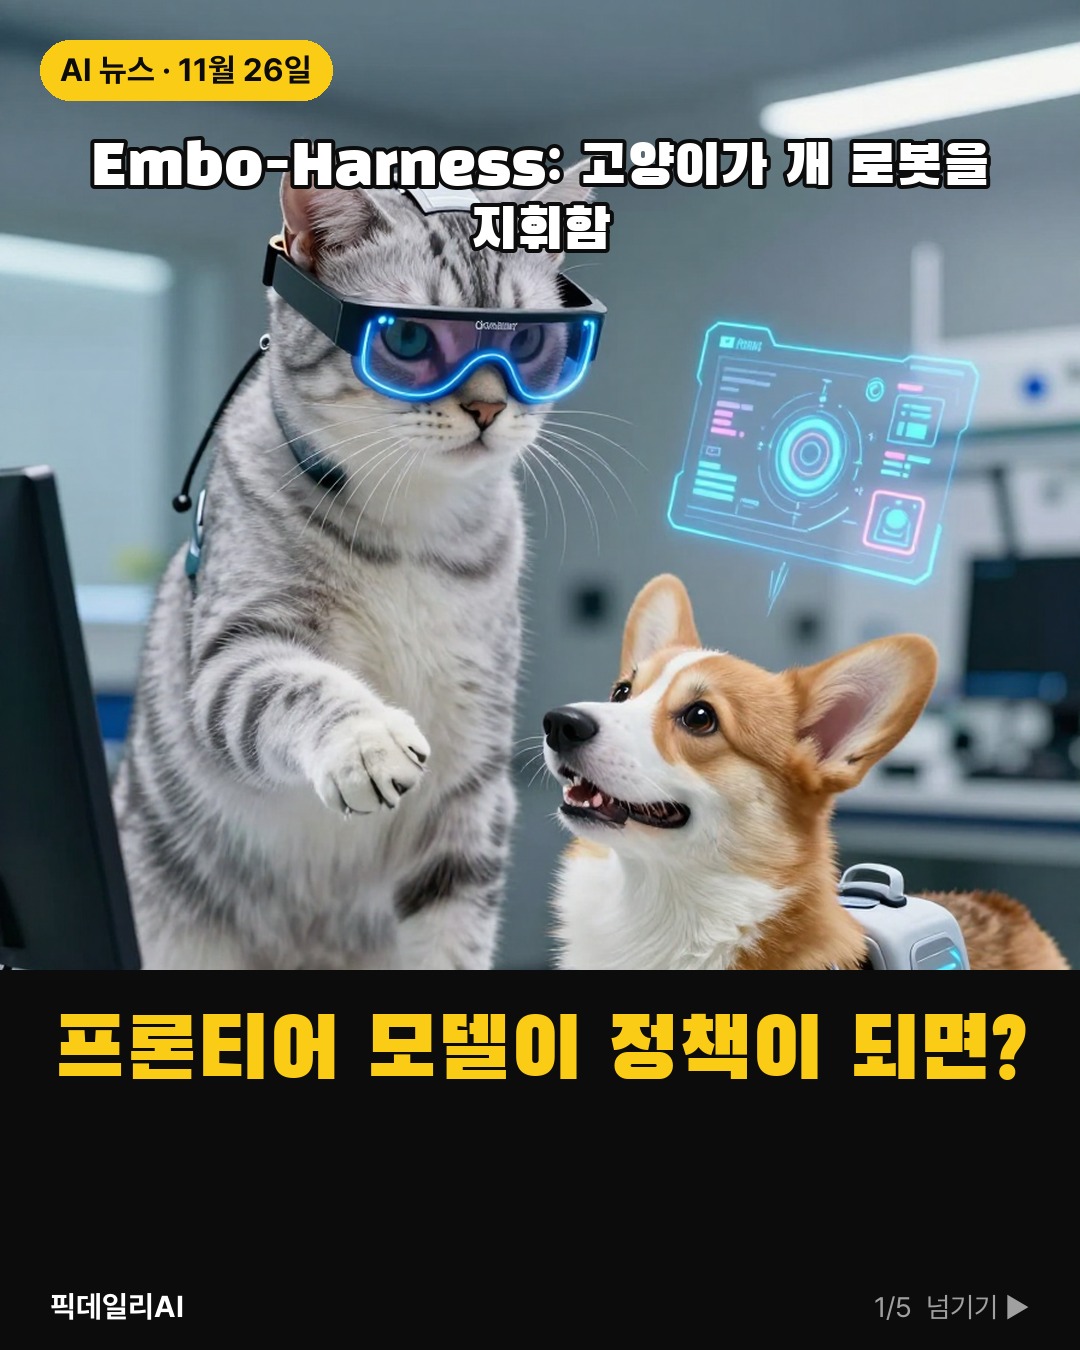 AI 뉴스 · 11월 26일
Embo-Harness: 고양이가 개 로봇을
지휘함
프론티어 모델이 정책이 되면?
픽데일리AI
1/5 넘기기 ▶